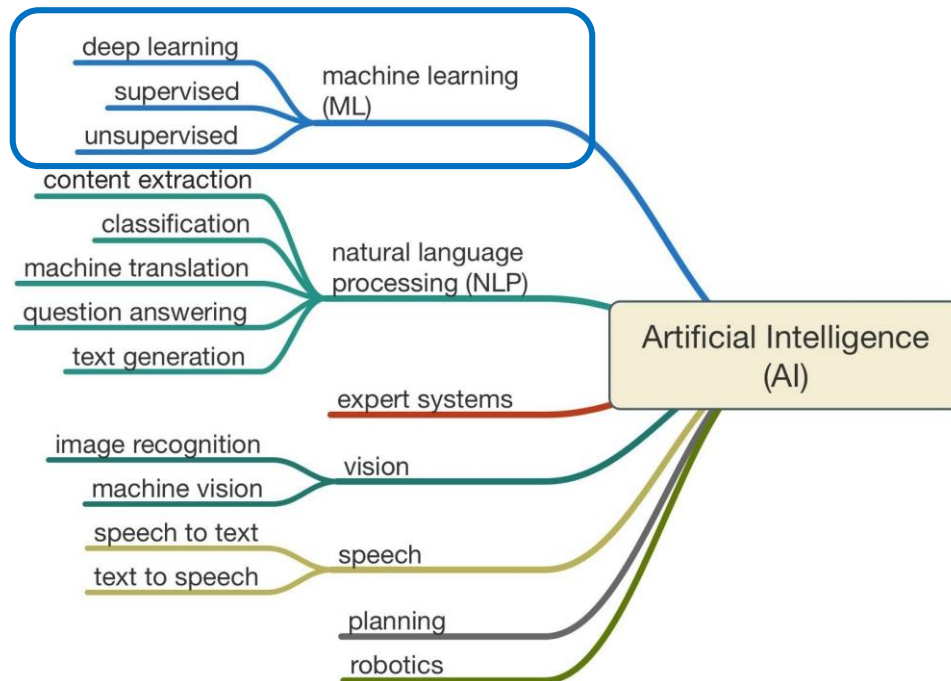 deep learning
supervised
unsupervised
machine learning
(ML)
content extraction
classification
machine translation
question answering
text generation
natural language
processing (NLP)
expert systems
image recognition
machine vision
vision
speech to text
text to speech
speech
planning
robotics
Artificial Intelligence
(AI)